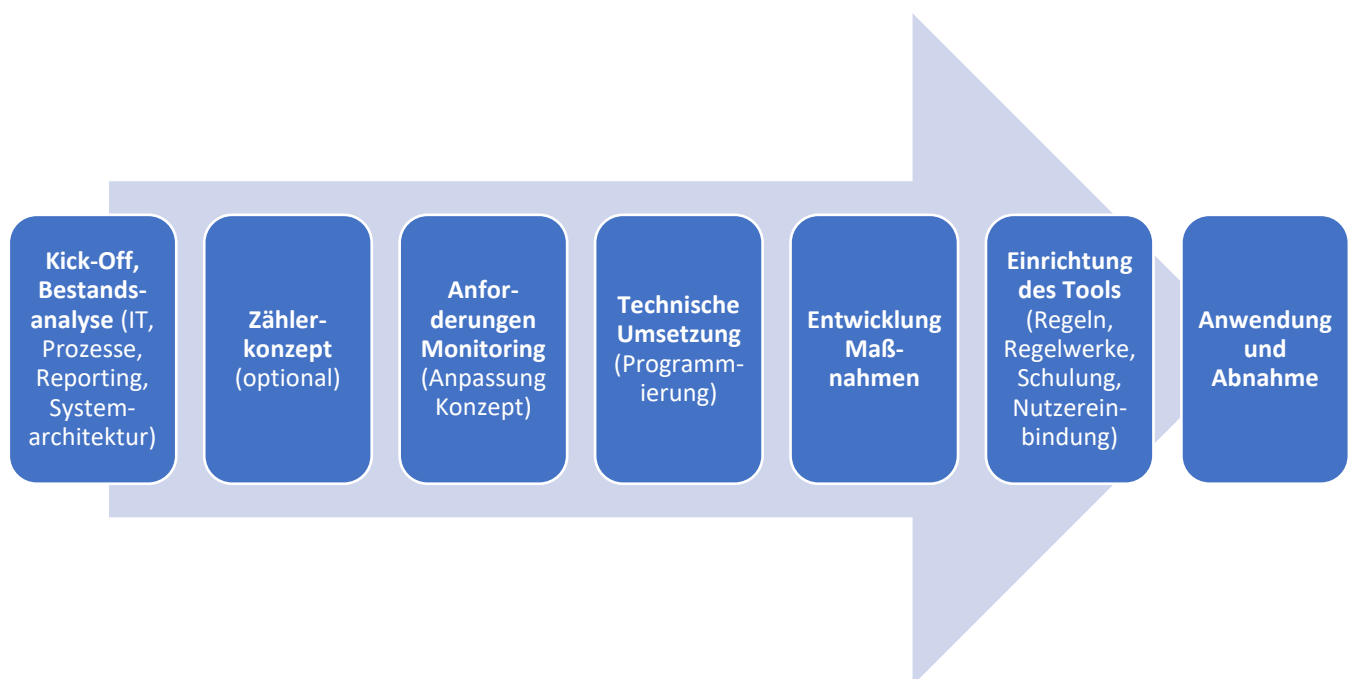 Kick-Off,
Bestands-
analyse (IT,
Prozesse,
Reporting,
System-
architektur)
Zähler-
konzept
(optional)
Anfor-
derungen
Monitoring
(Anpassung
Konzept)
Technische
Umsetzung
(Programm-
ierung)
Entwicklung
Maß-
nahmen
Einrichtung
des Tools
(Regeln,
Regelwerke,
Schulung,
Nutzerein-
bindung)
Anwendung
und
Abnahme